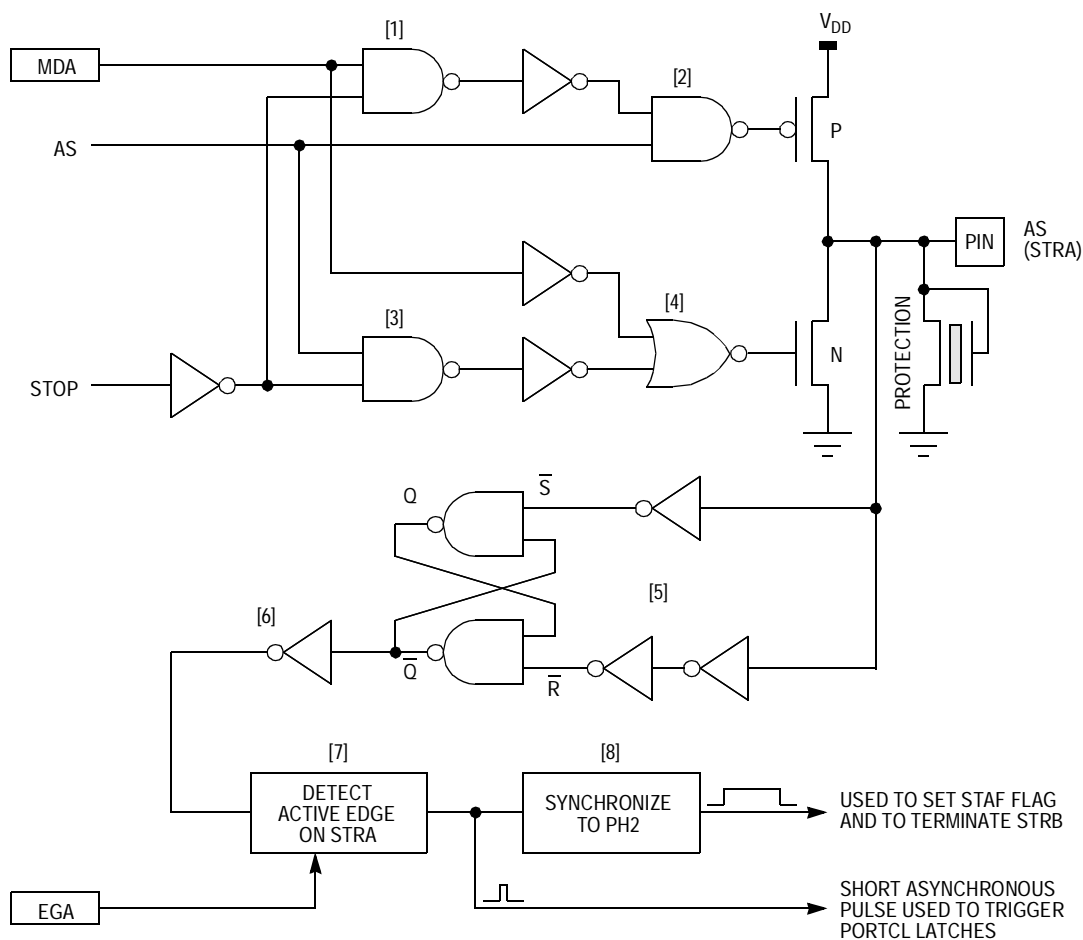 [1]
V_DD
MDA
[2]
P
AS
PIN
AS
(STRA)
[4]
[3]
PROTECTION
N
STOP
Q
S̅
[5]
[6]
Q̅
R̅
[7]
[8]
DETECT
ACTIVE EDGE
ON STRA
SYNCHRONIZE
TO PH2
USED TO SET STAF FLAG
AND TO TERMINATE STRB
EGA
SHORT ASYNCHRONOUS
PULSE USED TO TRIGGER
PORTCL LATCHES